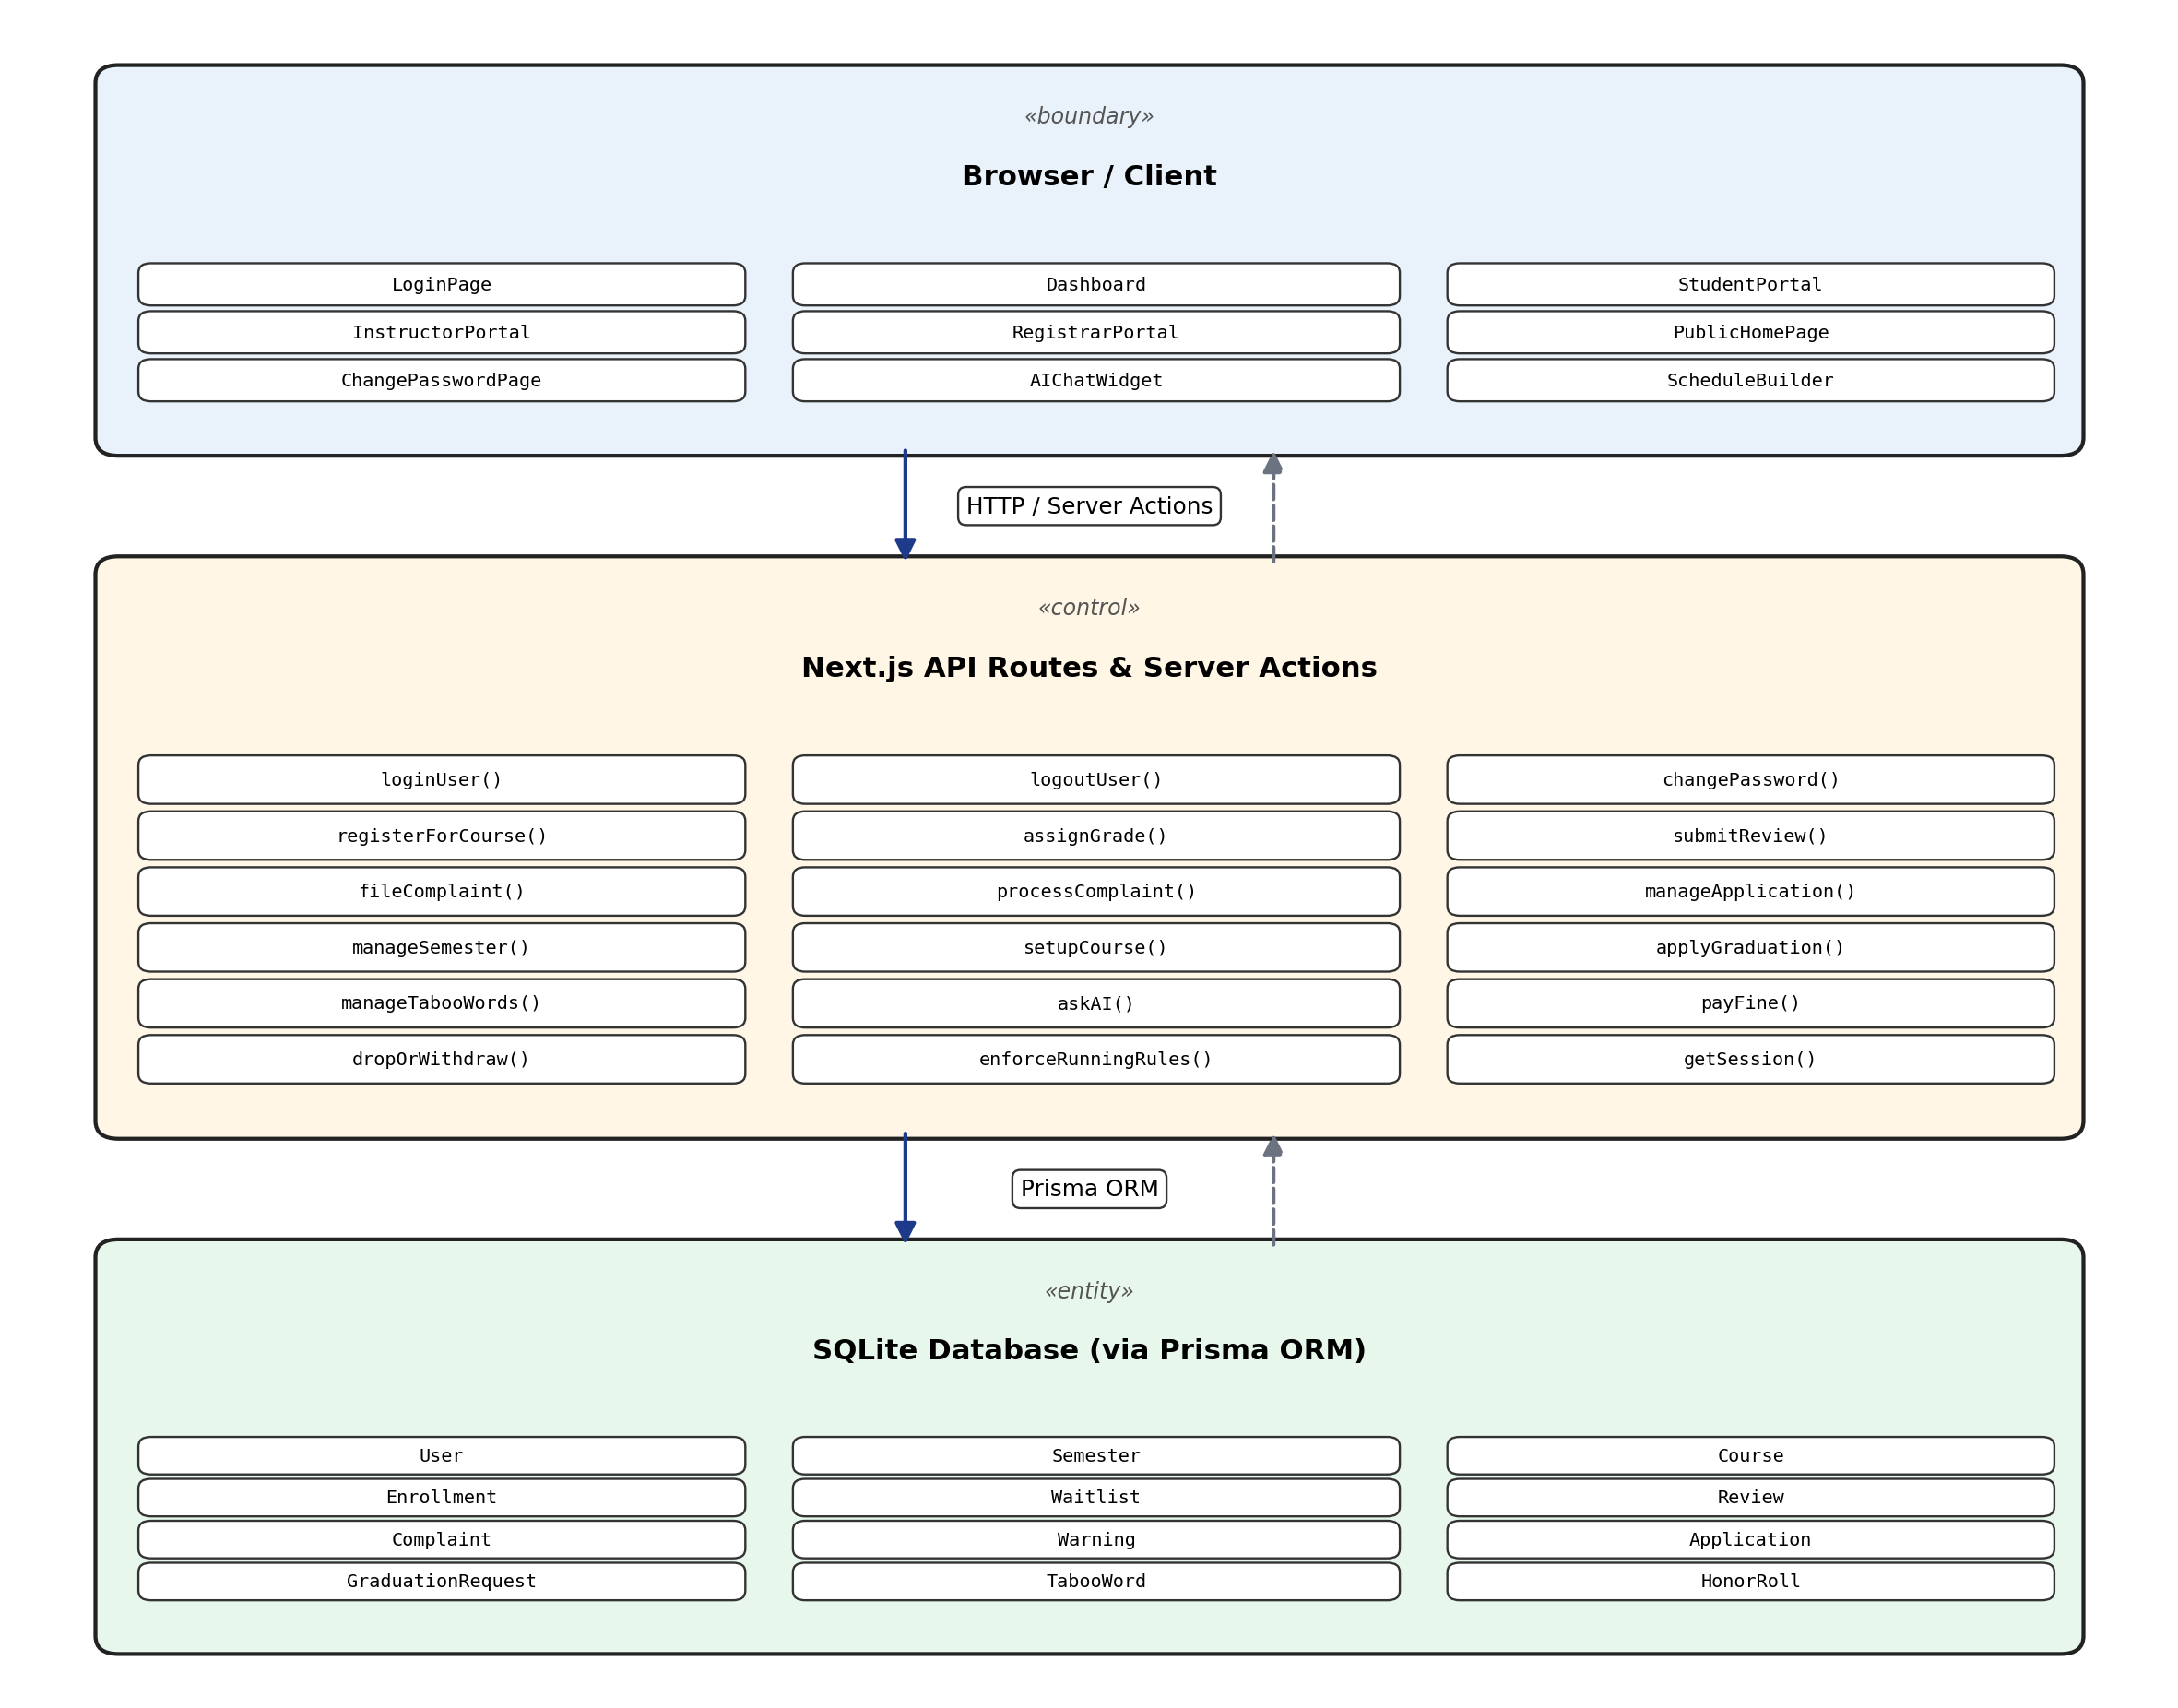 «boundary»
Browser / Client
LoginPage
Dashboard
StudentPortal
InstructorPortal
RegistrarPortal
PublicHomePage
ChangePasswordPage
AIChatWidget
ScheduleBuilder
HTTP / Server Actions
«control»
Next.js API Routes & Server Actions
loginUser()
logoutUser()
changePassword()
registerForCourse()
assignGrade()
submitReview()
fileComplaint()
processComplaint()
manageApplication()
manageSemester()
setupCourse()
applyGraduation()
manageTabooWords()
askAI()
payFine()
dropOrWithdraw()
enforceRunningRules()
getSession()
Prisma ORM
«entity»
SQLite Database (via Prisma ORM)
User
Semester
Course
Enrollment
Waitlist
Review
Complaint
Warning
Application
GraduationRequest
TabooWord
HonorRoll